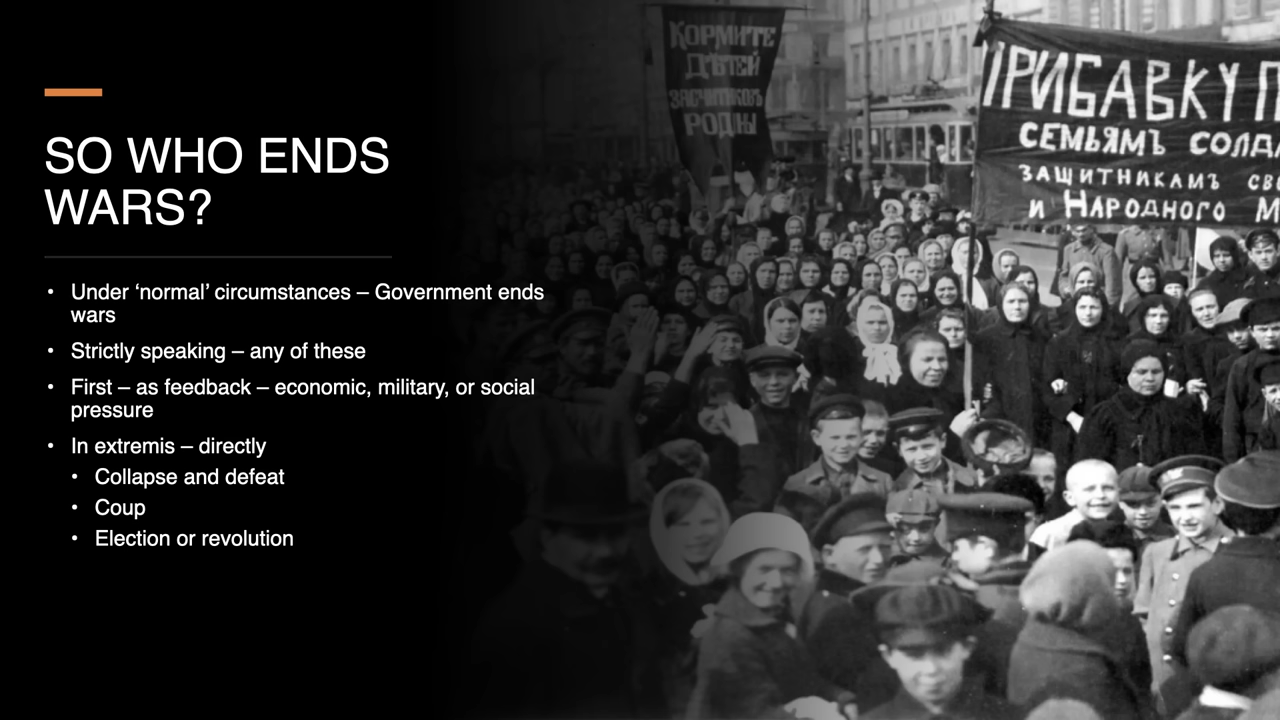 SO WHO ENDS
WARS?
• Under ‘normal’ circumstances – Government ends
wars
• Strictly speaking – any of these
• First – as feedback – economic, military, or social
pressure
• In extremis – directly
• Collapse and defeat
• Coup
• Election or revolution
КОРМИТЕ
ДѢТЕЙ
ЗАЩИТНИКОВЪ
РОДИНЫ
ПРИБАВКУ П
СЕМЬЯМЪ СОЛДА
ЗАЩИТНИКАМЪ СВ
и НАРОДНОГО М